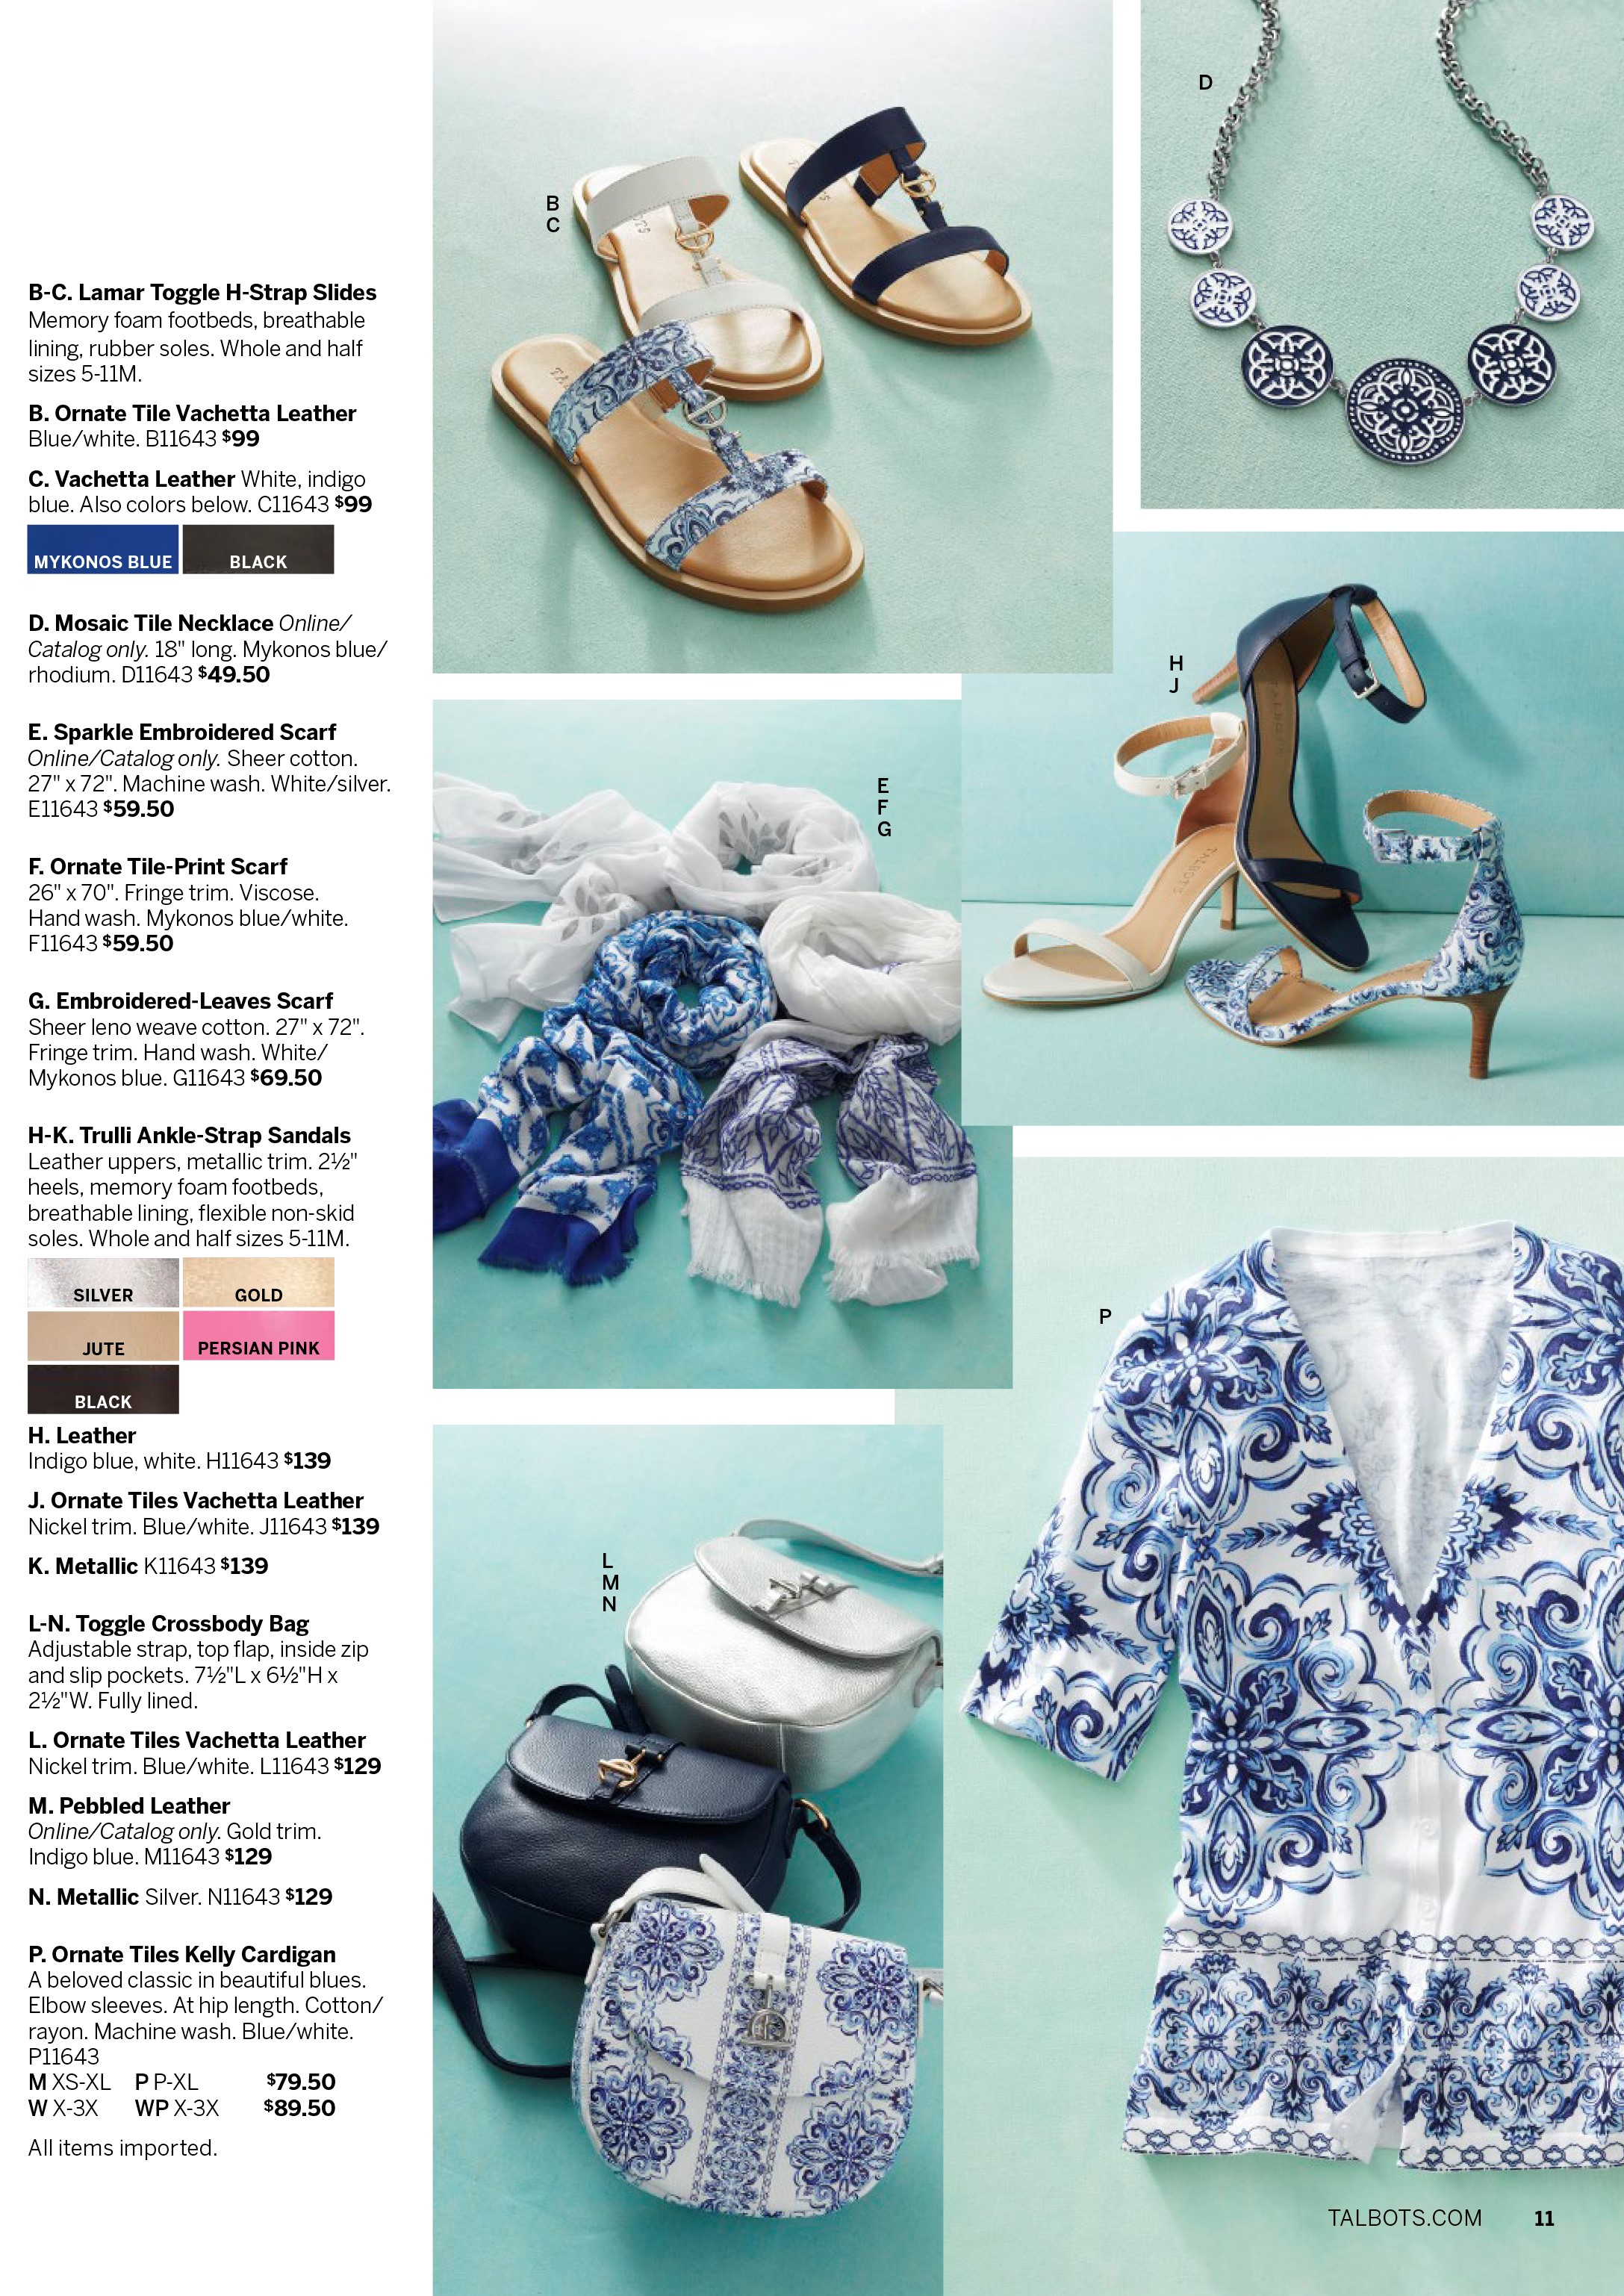 B-C. Lamar Toggle H-Strap Slides
Memory foam footbeds, breathable
lining, rubber soles. Whole and half
sizes 5-11M.
B. Ornate Tile Vachetta Leather
Blue/white. B11643 $99
C. Vachetta Leather White, indigo
blue. Also colors below. C11643 $99
MYKONOS BLUE BLACK
D. Mosaic Tile Necklace Online/
Catalog only. 18" long. Mykonos blue/
rhodium. D11643 $49.50
E. Sparkle Embroidered Scarf
Online/Catalog only. Sheer cotton.
27" x 72". Machine wash. White/silver.
E11643 $59.50
F. Ornate Tile-Print Scarf
26" x 70". Fringe trim. Viscose.
Hand wash. Mykonos blue/white.
F11643 $59.50
G. Embroidered-Leaves Scarf
Sheer leno weave cotton. 27" x 72".
Fringe trim. Hand wash. White/
Mykonos blue. G11643 $69.50
H-K. Trulli Ankle-Strap Sandals
Leather uppers, metallic trim. 2½"
heels, memory foam footbeds,
breathable lining, flexible non-skid
soles. Whole and half sizes 5-11M.
SILVER GOLD
JUTE PERSIAN PINK
BLACK
H. Leather
Indigo blue, white. H11643 $139
J. Ornate Tiles Vachetta Leather
Nickel trim. Blue/white. J11643 $139
K. Metallic K11643 $139
L-N. Toggle Crossbody Bag
Adjustable strap, top flap, inside zip
and slip pockets. 7½"L x 6½"H x
2½"W. Fully lined.
L. Ornate Tiles Vachetta Leather
Nickel trim. Blue/white. L11643 $129
M. Pebbled Leather
Online/Catalog only. Gold trim.
Indigo blue. M11643 $129
N. Metallic Silver. N11643 $129
P. Ornate Tiles Kelly Cardigan
A beloved classic in beautiful blues.
Elbow sleeves. At hip length. Cotton/
rayon. Machine wash. Blue/white.
P11643
M XS-XL P P-XL $79.50
W X-3X WP X-3X $89.50
All items imported.
B
C
D
H
J
TALBOTS
E
F
G
P
L
M
N
TALBOTS.COM 11